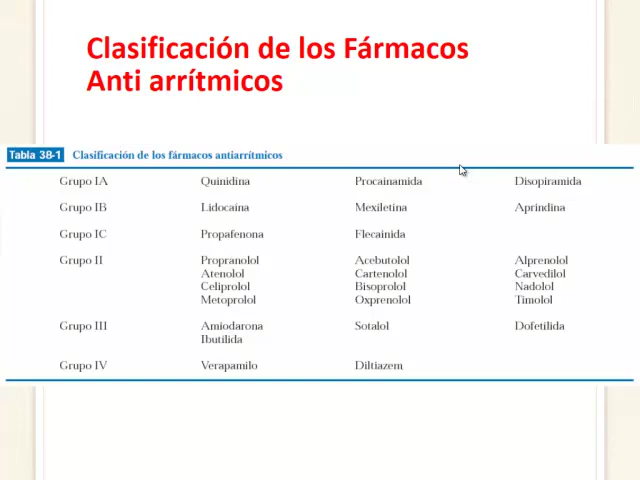 Clasificación de los Fármacos
Anti arrítmicos
Tabla 38-1 Clasificación de los fármacos antiarrítmicos
Grupo IA Quinidina Procainamida Disopiramida
Grupo IB Lidocaína Mexiletina Aprindina
Grupo IC Propafenona Flecainida
Grupo II Propranolol Acebutolol Alprenolol
Atenolol Cartenolol Carvedilol
Celiprolol Bisoprolol Nadolol
Metoprolol Oxprenolol Timolol
Grupo III Amiodarona Sotalol Dofetilida
Ibutilida
Grupo IV Verapamilo Diltiazem